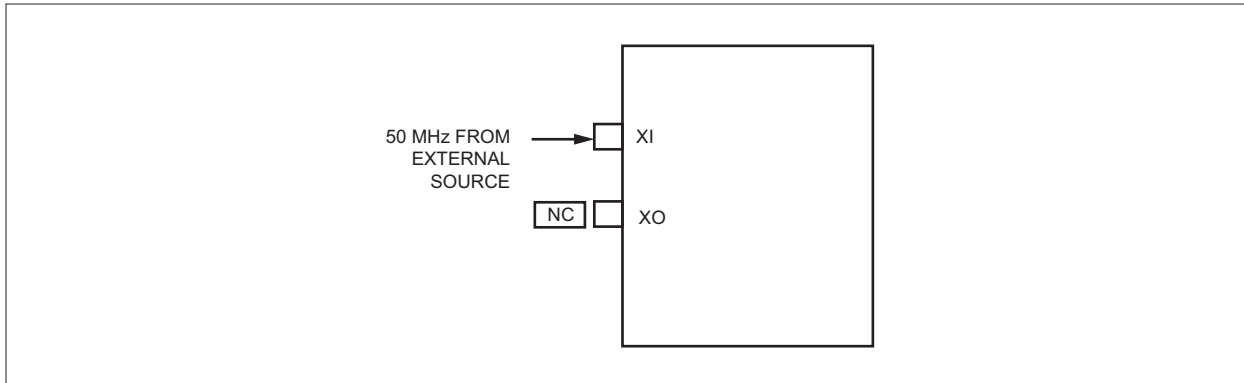 50 MHz FROM
EXTERNAL
SOURCE
XI
NC
XO